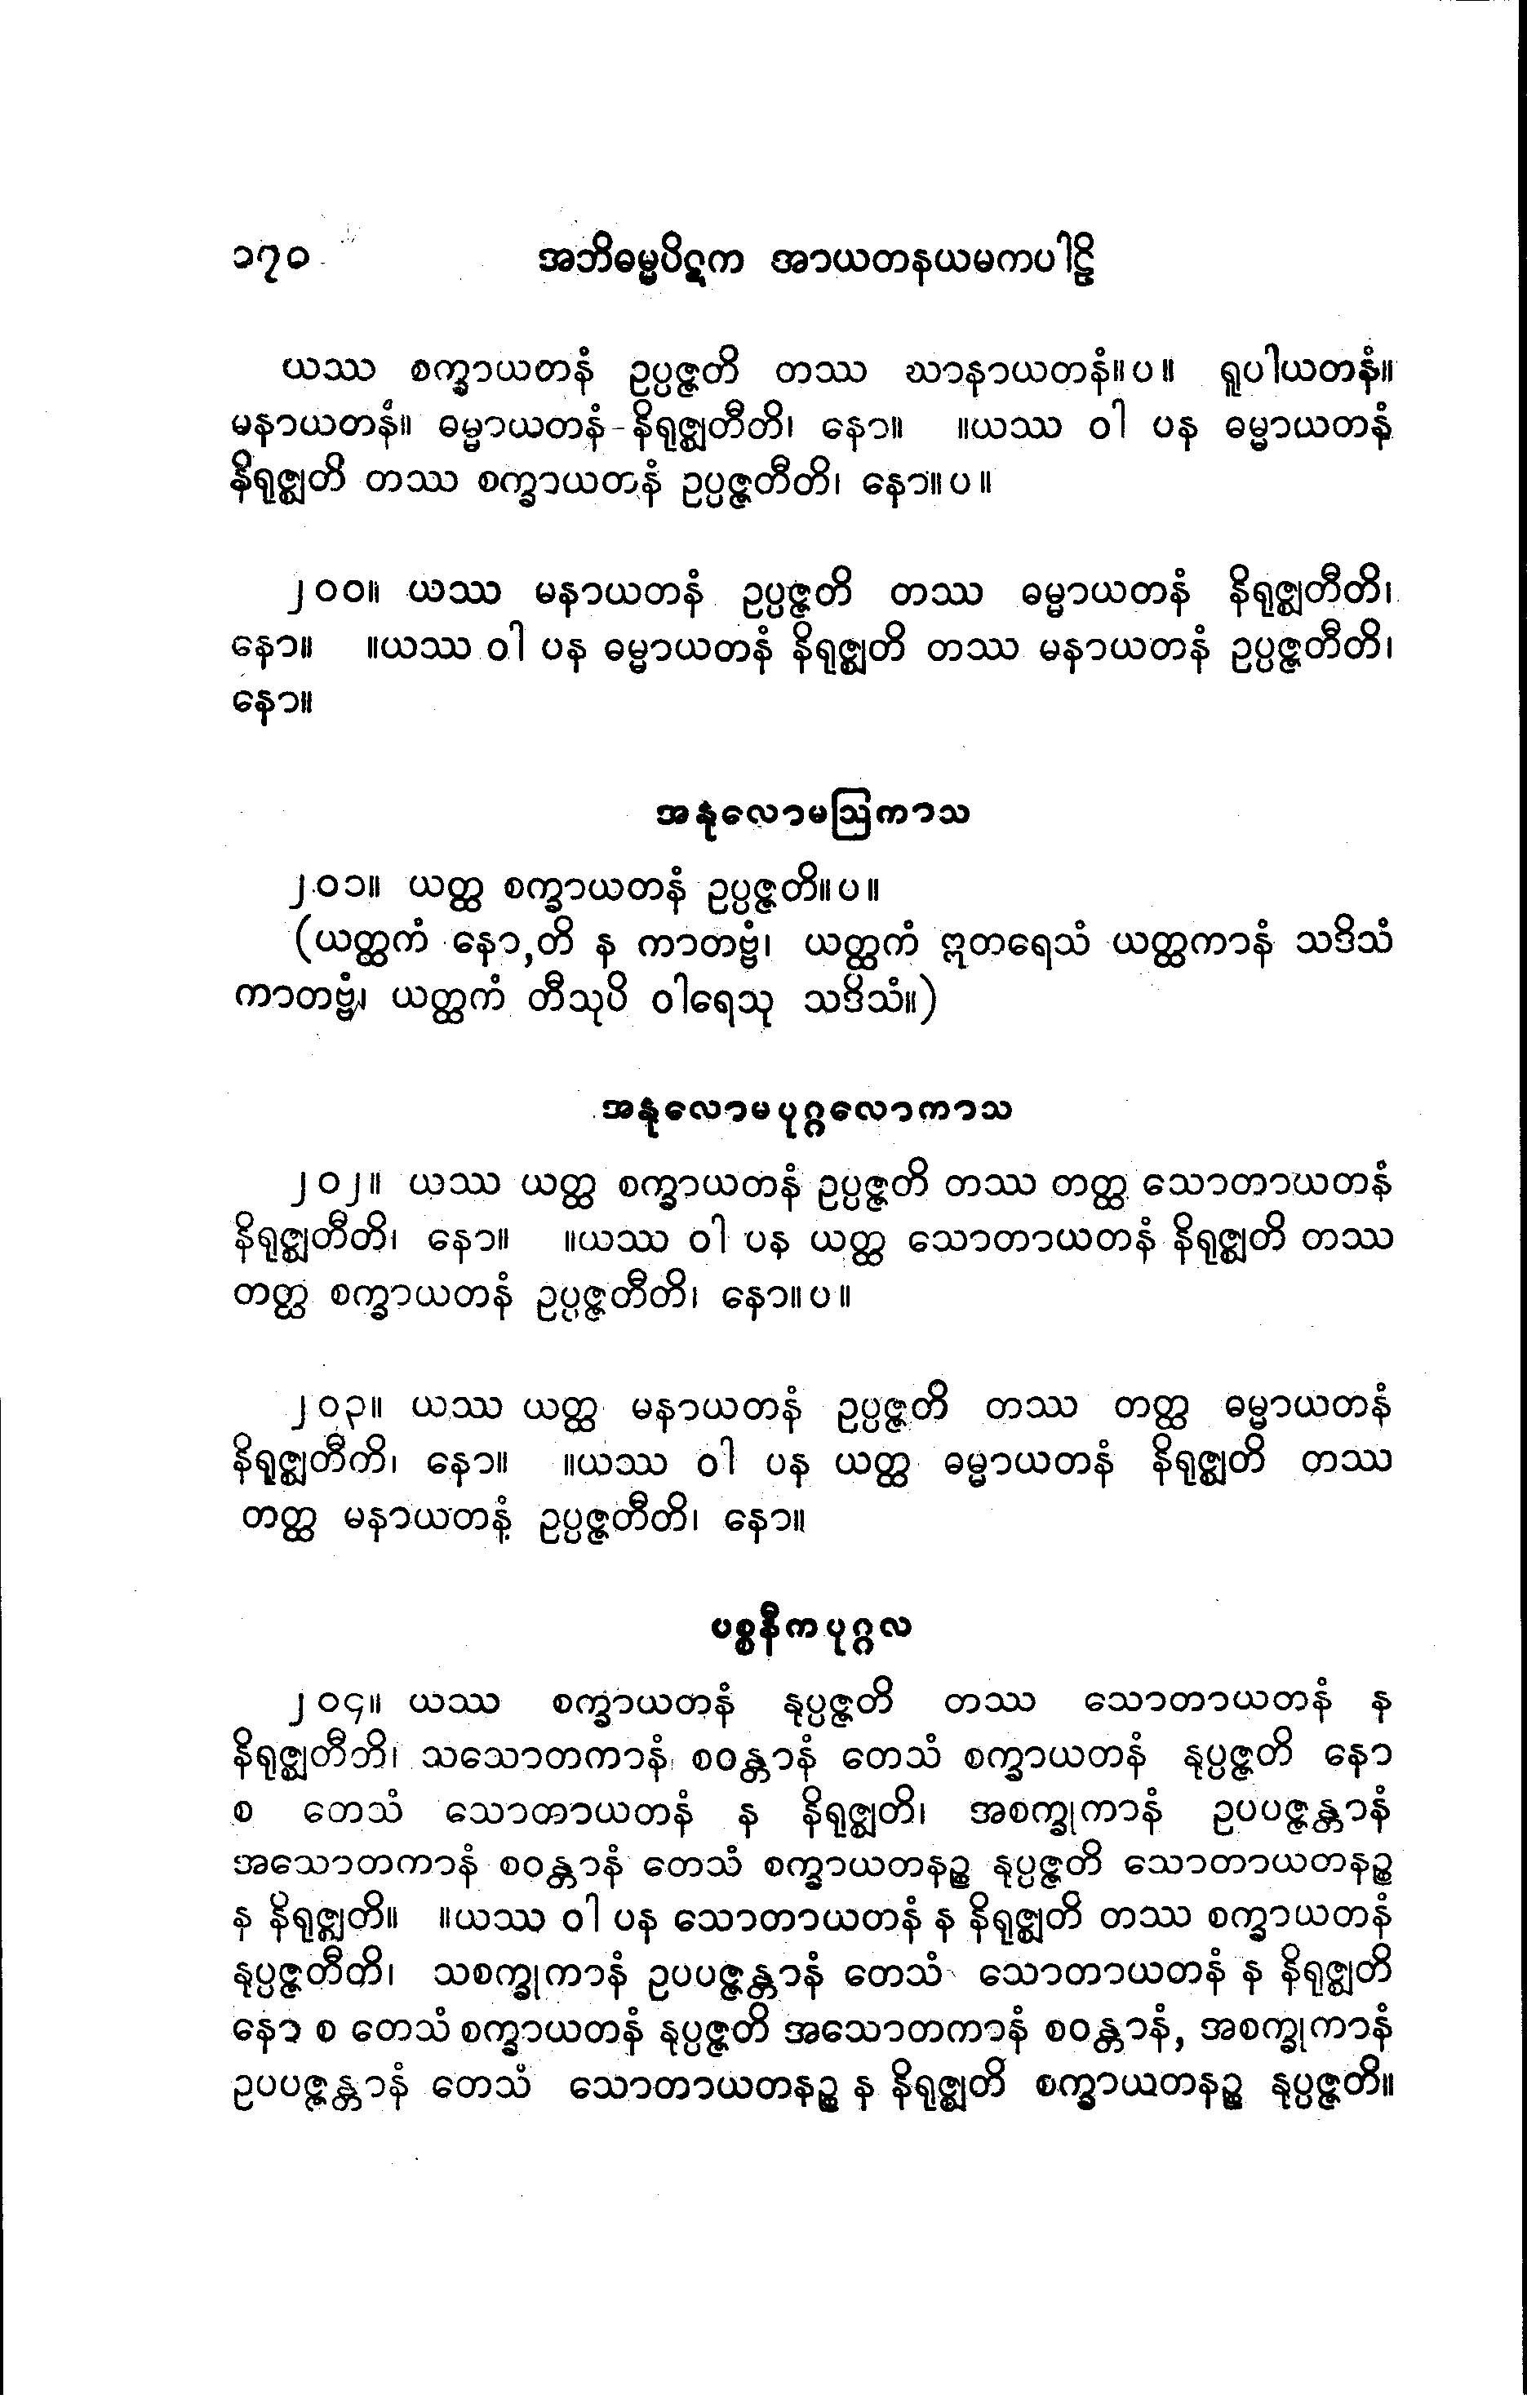 ၁၇၀ အဘိဓမ္မပိဋက အာယတနယမကပါဠိ
ယဿ စက္ခာယတနံ ဥပ္ပဇ္ဇတိ တဿ ဃာနာယတနံ။ပ။ ရူပါယတနံ။
မနာယတနံ။ ဓမ္မာယတနံ-နိရုဇ္ဈတီတိ၊ နော။ ။ယဿ ဝါ ပန ဓမ္မာယတနံ
နိရုဇ္ဈတိ တဿ စက္ခာယတနံ ဥပ္ပဇ္ဇတီတိ၊ နော။ပ။
၂၀၀။ ယဿ မနာယတနံ ဥပ္ပဇ္ဇတိ တဿ ဓမ္မာယတနံ နိရုဇ္ဈတီတိ၊
နော။ ။ယဿ ဝါ ပန ဓမ္မာယတနံ နိရုဇ္ဈတိ တဿ မနာယတနံ ဥပ္ပဇ္ဇတီတိ၊
နော။
အနုလောမဩကာသ
၂၀၁။ ယတ္ထ စက္ခာယတနံ ဥပ္ပဇ္ဇတိ။ပ။
(ယတ္ထကံ နော,တိ န ကာတဗ္ဗံ၊ ယတ္ထကံ ဣတရေသံ ယတ္ထကာနံ သဒိသံ
ကာတဗ္ဗံ၊ ယတ္ထကံ တီသုပိ ဝါရေသု သဒိသံ။)
အနုလောမပုဂ္ဂလောကာသ
၂၀၂။ ယဿ ယတ္ထ စက္ခာယတနံ ဥပ္ပဇ္ဇတိ တဿ တတ္ထ သောတာယတနံ
နိရုဇ္ဈတီတိ၊ နော။ ။ယဿ ဝါ ပန ယတ္ထ သောတာယတနံ နိရုဇ္ဈတိ တဿ
တတ္ထ စက္ခာယတနံ ဥပ္ပဇ္ဇတီတိ၊ နော။ပ။
၂၀၃။ ယဿ ယတ္ထ မနာယတနံ ဥပ္ပဇ္ဇတိ တဿ တတ္ထ ဓမ္မာယတနံ
နိရုဇ္ဈတီကိ၊ နော။ ။ယဿ ဝါ ပန ယတ္ထ ဓမ္မာယတနံ နိရုဇ္ဈတိ တဿ
တတ္ထ မနာယတနံ့ ဥပ္ပဇ္ဇတီတိ၊ နော။
ပစ္စနီကပုဂ္ဂလ
၂၀၄။ ယဿ စက္ခာယတနံ နုပ္ပဇ္ဇတိ တဿ သောတာယတနံ န
နိရုဇ္ဈတီဘိ၊ သသောတကာနံ စဝန္တာနံ တေသံ စက္ခာယတနံ နုပ္ပဇ္ဇတိ နော
စ တေသံ သောတာယတနံ န နိရုဇ္ဈတိ၊ အစက္ခုကာနံ ဥပပဇ္ဇန္တာနံ
အသောတကာနံ စဝန္တာနံ တေသံ စက္ခာယတနဉ္စ နုပ္ပဇ္ဇတိ သောတာယတနဉ္စ
န နိရုဇ္ဈတိ။ ။ယဿ ဝါ ပန သောတာယတနံ န နိရုဇ္ဈတိ တဿ စက္ခာယတနံ
နုပ္ပဇ္ဇတီတိ၊ သစက္ခုကာနံ ဥပပဇ္ဇန္တာနံ တေသံ သောတာယတနံ န နိရုဇ္ဈတိ
နော စ တေသံ စက္ခာယတနံ နုပ္ပဇ္ဇတိ အသောတကာနံ စဝန္တာနံ, အစက္ခုကာနံ
ဥပပဇ္ဇန္တာနံ တေသံ သောတာယတနဉ္စ န နိရုဇ္ဈတိ စက္ခာယတနဉ္စ နုပ္ပဇ္ဇတိ။